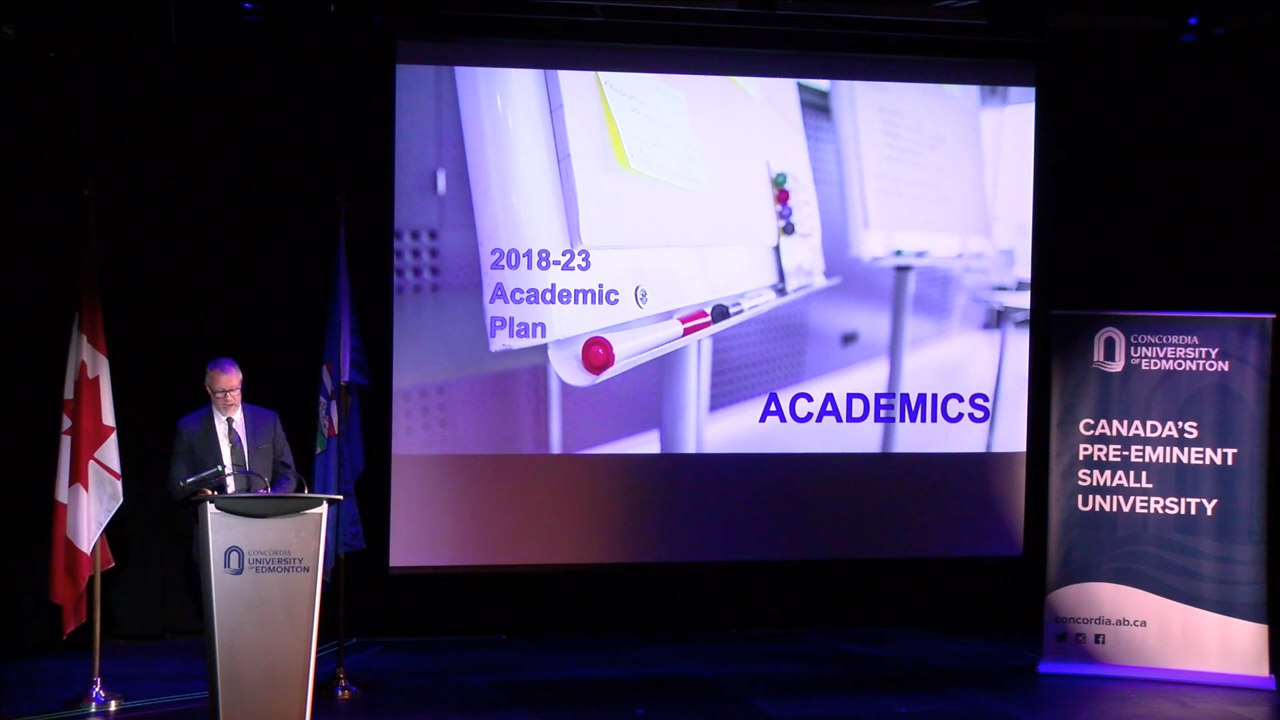 2018-23
Academic
Plan
ACADEMICS
CONCORDIA
UNIVERSITY
OF EDMONTON
CONCORDIA
UNIVERSITY
OF EDMONTON
CANADA'S
PRE-EMINENT
SMALL
UNIVERSITY
concordia.ab.ca